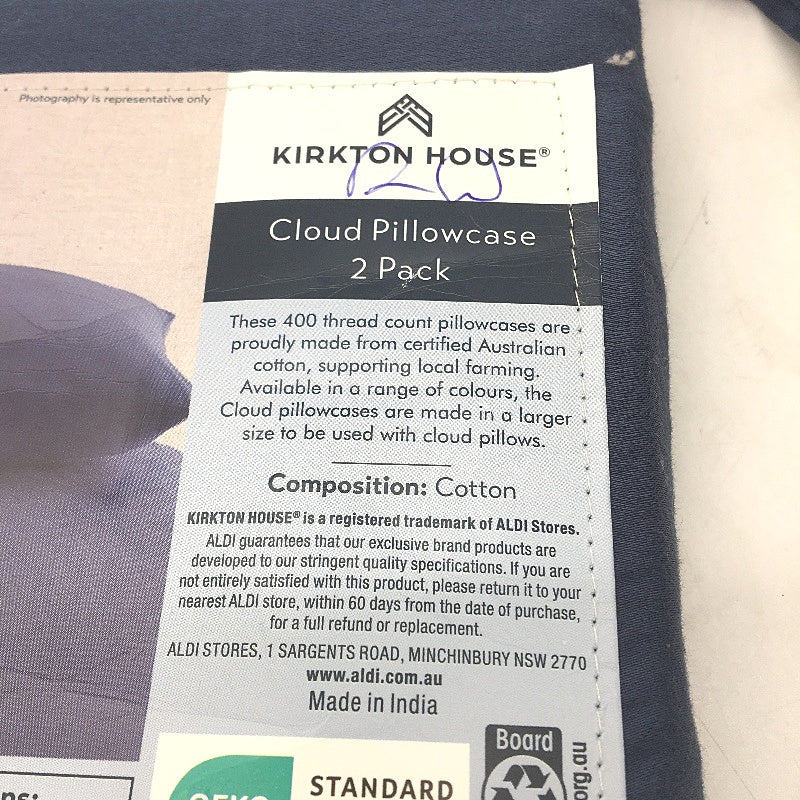 Photography is representative only
KIRKTON HOUSE®
RW
Cloud Pillowcase
2 Pack
These 400 thread count pillowcases are
proudly made from certified Australian
cotton, supporting local farming.
Available in a range of colours, the
Cloud pillowcases are made in a larger
size to be used with cloud pillows.
Composition: Cotton
KIRKTON HOUSE® is a registered trademark of ALDI Stores.
ALDI guarantees that our exclusive brand products are
developed to our stringent quality specifications. If you are
not entirely satisfied with this product, please return it to your
nearest ALDI store, within 60 days from the date of purchase,
for a full refund or replacement.
ALDI STORES, 1 SARGENTS ROAD, MINCHINBURY NSW 2770
www.aldi.com.au
Made in India
OEKO
STANDARD
Board
org.au